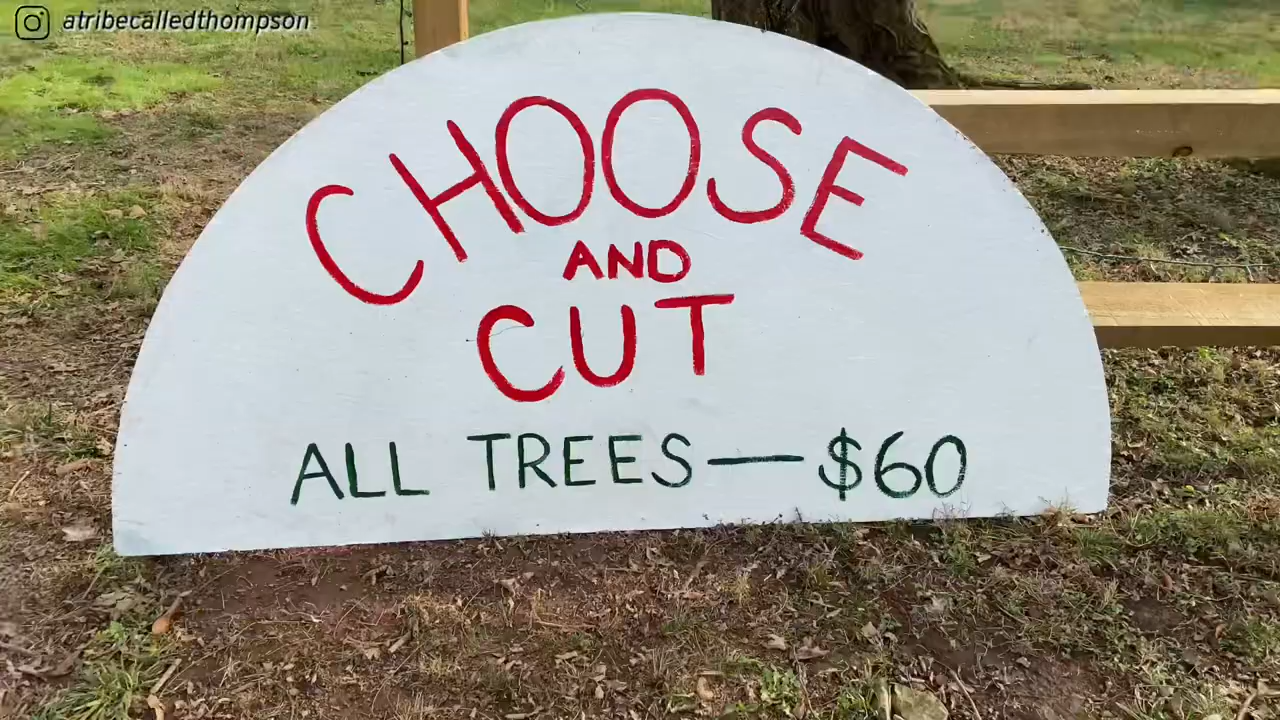 atribecalledthompson
CHOOSE
AND
CUT
ALL TREES — $60